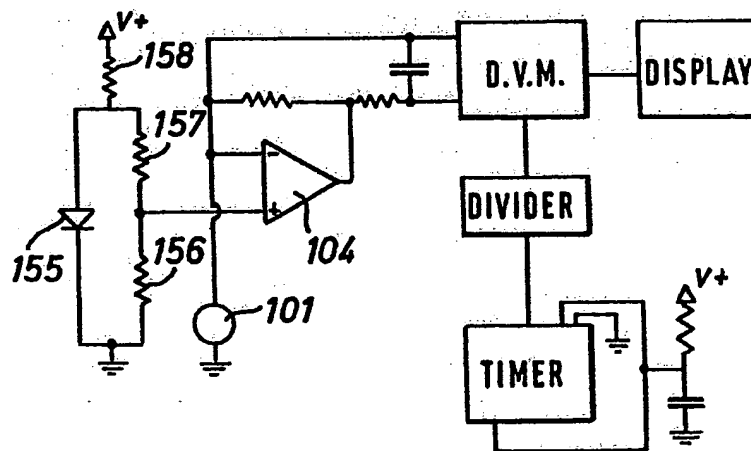 V+
158
157
155
156
-
+
104
101
D.V.M.
DISPLAY
DIVIDER
TIMER
V+